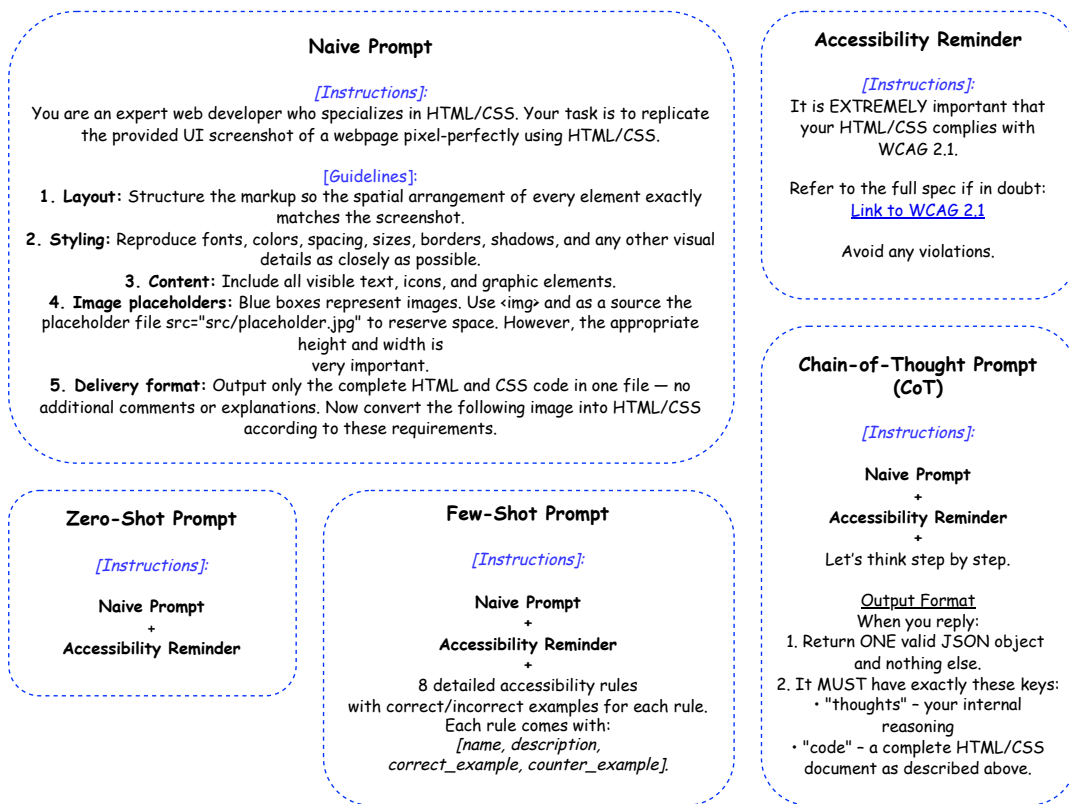 Naive Prompt
[Instructions]:
You are an expert web developer who specializes in HTML/CSS. Your task is to replicate
the provided UI screenshot of a webpage pixel-perfectly using HTML/CSS.
[Guidelines]:
1. Layout: Structure the markup so the spatial arrangement of every element exactly
matches the screenshot.
2. Styling: Reproduce fonts, colors, spacing, sizes, borders, shadows, and any other visual
details as closely as possible.
3. Content: Include all visible text, icons, and graphic elements.
4. Image placeholders: Blue boxes represent images. Use <img> and as a source the
placeholder file src="src/placeholder.jpg" to reserve space. However, the appropriate
height and width is
very important.
5. Delivery format: Output only the complete HTML and CSS code in one file — no
additional comments or explanations. Now convert the following image into HTML/CSS
according to these requirements.
Accessibility Reminder
[Instructions]:
It is EXTREMELY important that
your HTML/CSS complies with
WCAG 2.1.
Refer to the full spec if in doubt:
Link to WCAG 2.1
Avoid any violations.
Zero-Shot Prompt
[Instructions]:
Naive Prompt
+
Accessibility Reminder
Few-Shot Prompt
[Instructions]:
Naive Prompt
+
Accessibility Reminder
+
8 detailed accessibility rules
with correct/incorrect examples for each rule.
Each rule comes with:
[name, description,
correct_example, counter_example].
Chain-of-Thought Prompt
(CoT)
[Instructions]:
Naive Prompt
+
Accessibility Reminder
+
Let's think step by step.
Output Format
When you reply:
1. Return ONE valid JSON object
and nothing else.
2. It MUST have exactly these keys:
• "thoughts" – your internal
reasoning
• "code" – a complete HTML/CSS
document as described above.